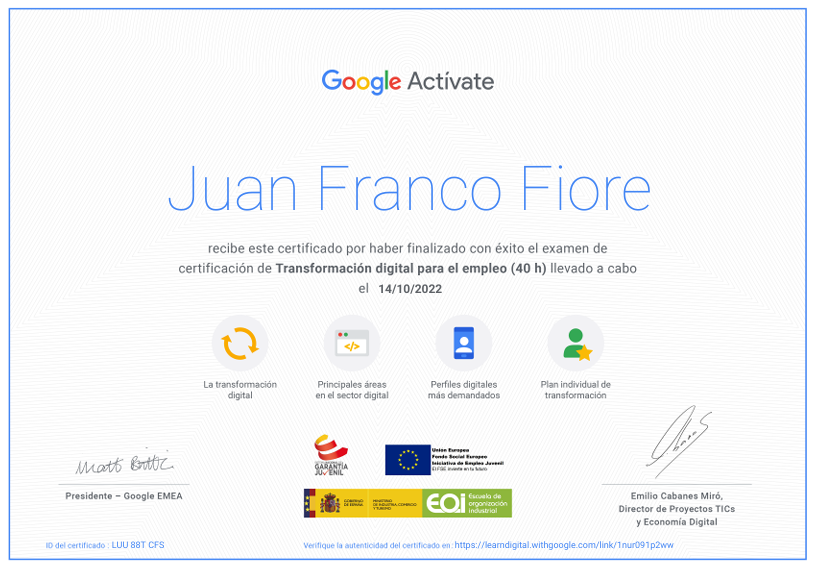 Google Actívate
Juan Franco Fiore
recibe este certificado por haber finalizado con éxito el examen de
certificación de Transformación digital para el empleo (40 h) llevado a cabo
el 14/10/2022
</>
La transformación
digital
Principales áreas
en el sector digital
Perfiles digitales
más demandados
Plan individual de
transformación
GARANTÍA
JUVENIL
Unión Europea
Fondo Social Europeo
Iniciativa de Empleo Juvenil
El FSE invierte en tu futuro
Matt Brittin
Presidente – Google EMEA
GOBIERNO
DE ESPAÑA
MINISTERIO
DE INDUSTRIA, COMERCIO
Y TURISMO
EOI
Escuela de
organización
industrial
Emilio Cabanes Miró,
Director de Proyectos TICs
y Economía Digital
ID del certificado : LUU 88T CFS
Verifique la autenticidad del certificado en: https://learndigital.withgoogle.com/link/1nur091p2ww